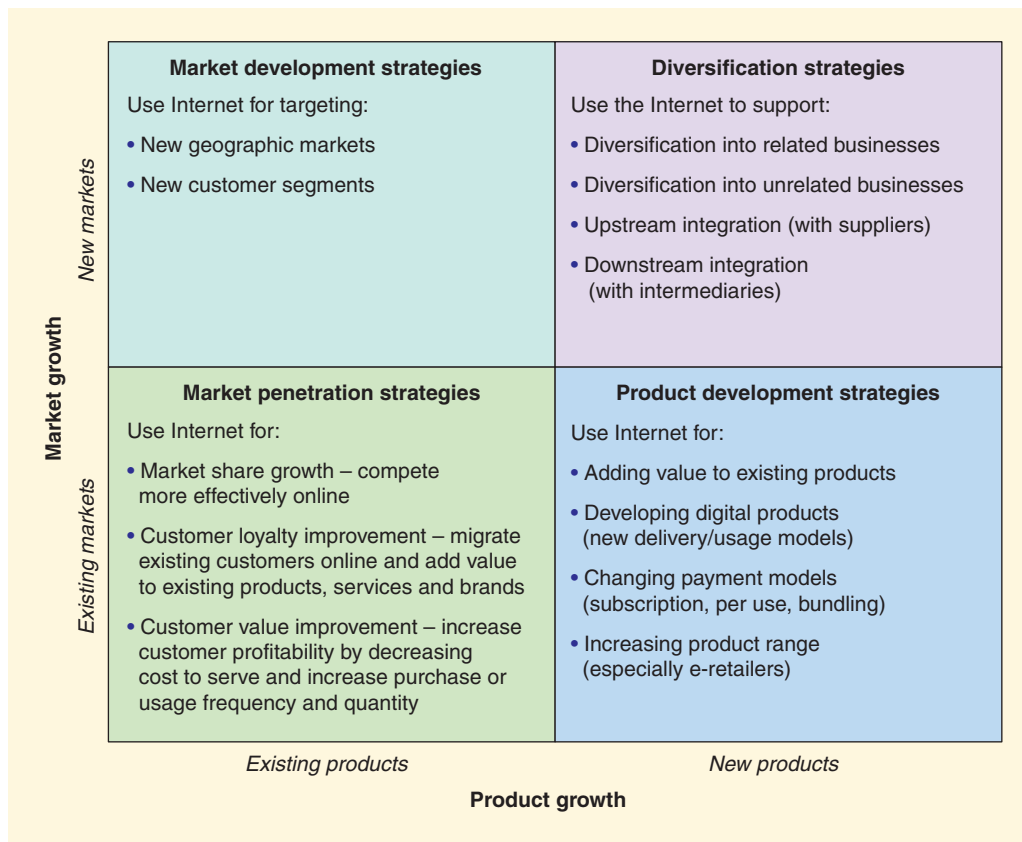 Market development strategies
Use Internet for targeting:
• New geographic markets
• New customer segments
Diversification strategies
Use the Internet to support:
• Diversification into related businesses
• Diversification into unrelated businesses
• Upstream integration (with suppliers)
• Downstream integration
(with intermediaries)
New markets
Market growth
Existing markets
Market penetration strategies
Use Internet for:
• Market share growth – compete
more effectively online
• Customer loyalty improvement – migrate
existing customers online and add value
to existing products, services and brands
• Customer value improvement – increase
customer profitability by decreasing
cost to serve and increase purchase or
usage frequency and quantity
Product development strategies
Use Internet for:
• Adding value to existing products
• Developing digital products
(new delivery/usage models)
• Changing payment models
(subscription, per use, bundling)
• Increasing product range
(especially e-retailers)
Existing products
New products
Product growth